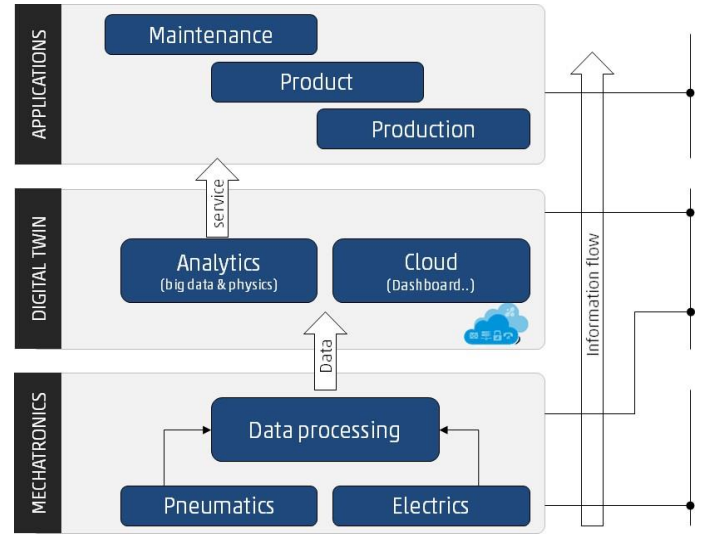 APPLICATIONS
Maintenance
Product
Production
service
DIGITAL TWIN
Analytics
(big data & physics)
Cloud
(Dashboard..)
Information flow
Data
MECHATRONICS
Data processing
Pneumatics
Electrics